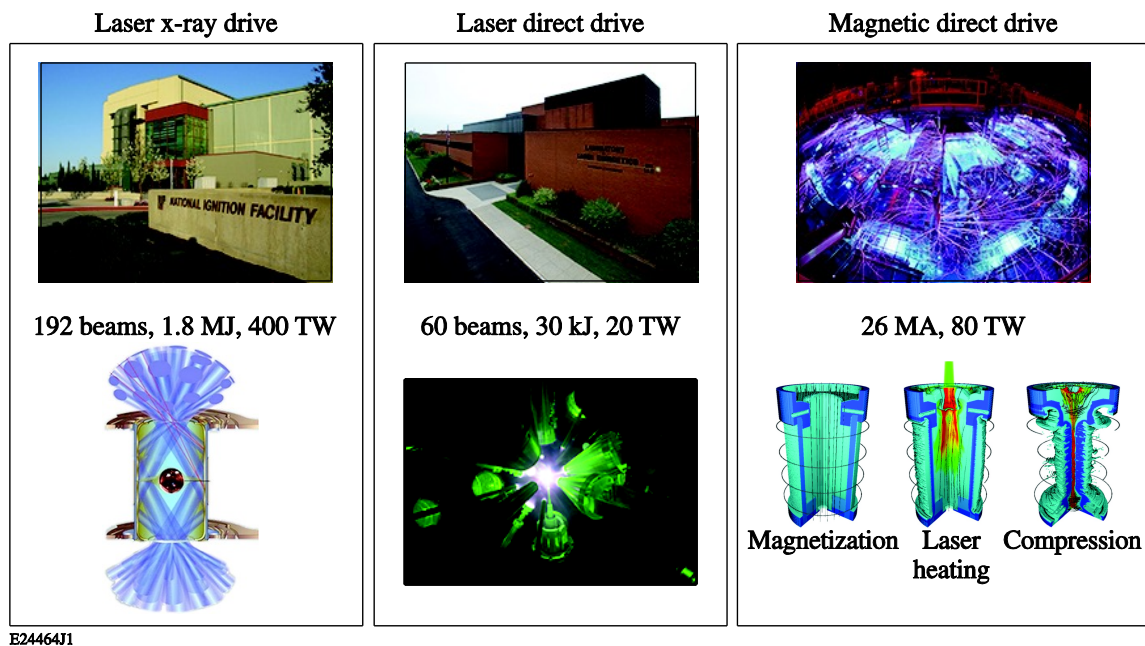 Laser x-ray drive
Laser direct drive
Magnetic direct drive
NATIONAL IGNITION FACILITY
LABORATORY
192 beams, 1.8 MJ, 400 TW
60 beams, 30 kJ, 20 TW
26 MA, 80 TW
Magnetization
Laser
heating
Compression
E24464J1